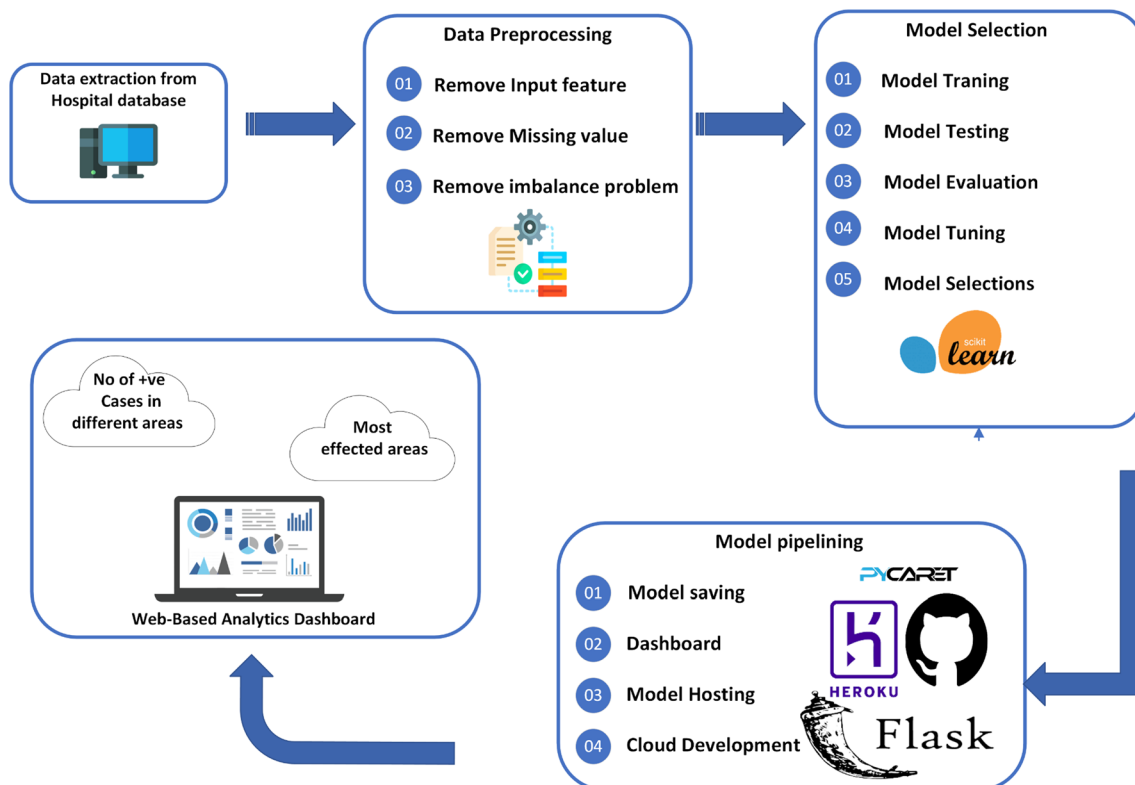 Data extraction from
Hospital database
Data Preprocessing
01 Remove Input feature
02 Remove Missing value
03 Remove imbalance problem
Model Selection
01 Model Traning
02 Model Testing
03 Model Evaluation
04 Model Tuning
05 Model Selections
scikit
learn
No of +ve
Cases in
different areas
Most
effected areas
Web-Based Analytics Dashboard
Model pipelining
PYCARET
01 Model saving
02 Dashboard
03 Model Hosting
04 Cloud Development
HEROKU
Flask